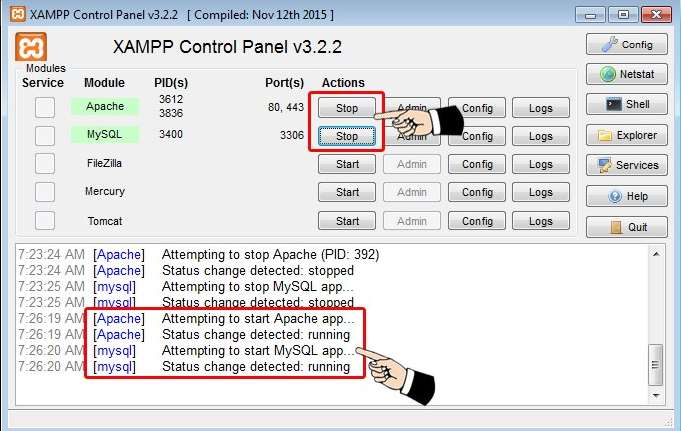 XAMPP Control Panel v3.2.2 [ Compiled: Nov 12th 2015 ]
XAMPP Control Panel v3.2.2
Config
Modules
Service Module PID(s) Port(s) Actions
Netstat
Apache 3612 3836 80, 443 Stop Admin Config Logs
Shell
MySQL 3400 3306 Stop Config Logs
Explorer
FileZilla Start Admin Config Logs
Services
Mercury Start Admin Config Logs
Help
Tomcat Start Admin Config Logs
Quit
7:23:24 AM [Apache] Attempting to stop Apache (PID: 392)
7:23:24 AM [Apache] Status change detected: stopped
7:23:25 AM [mysql] Attempting to stop MySQL app...
7:23:25 AM [mysql] Status change detected: stopped
7:26:19 AM [Apache] Attempting to start Apache app...
7:26:19 AM [Apache] Status change detected: running
7:26:20 AM [mysql] Attempting to start MySQL app...
7:26:20 AM [mysql] Status change detected: running